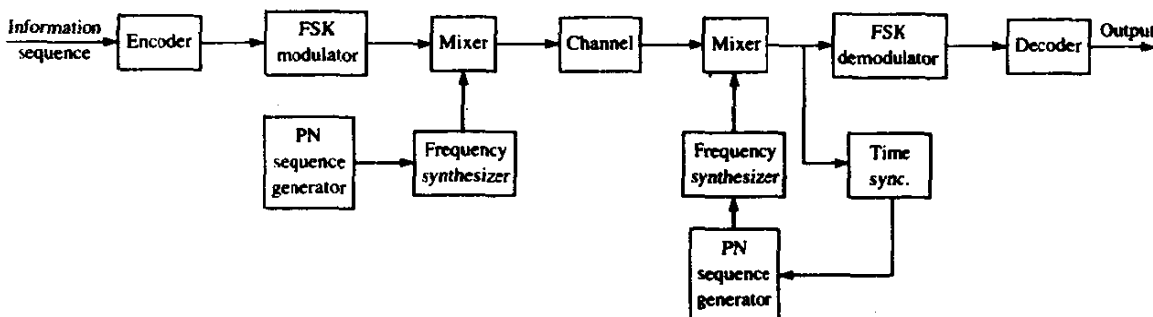 Information
sequence
Encoder
FSK
modulator
Mixer
Channel
Mixer
FSK
demodulator
Decoder
Output
PN
sequence
generator
Frequency
synthesizer
Frequency
synthesizer
Time
sync.
PN
sequence
generator